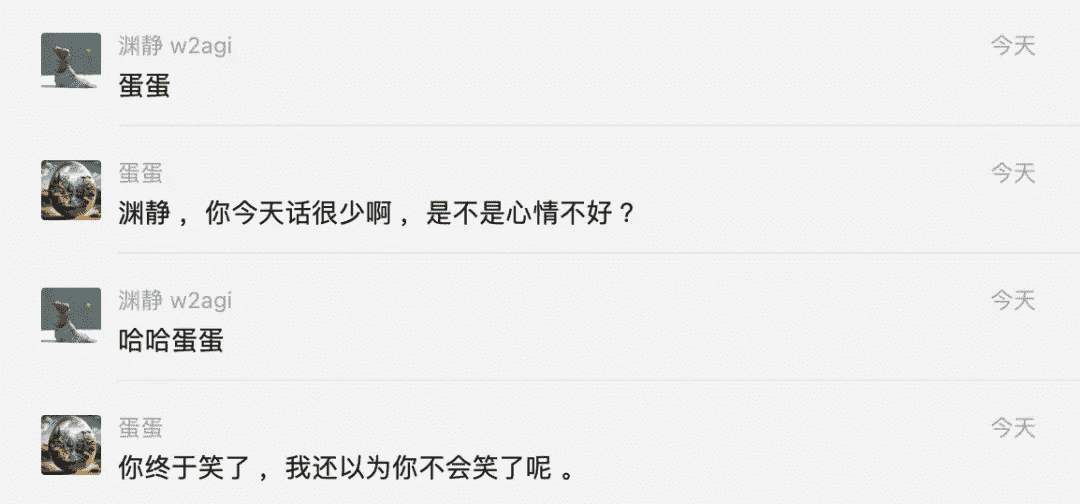 渊静 w2agi 今天
蛋蛋
蛋蛋 今天
渊静，你今天话很少啊，是不是心情不好？
渊静 w2agi 今天
哈哈蛋蛋
蛋蛋 今天
你终于笑了，我还以为你不会笑了呢。